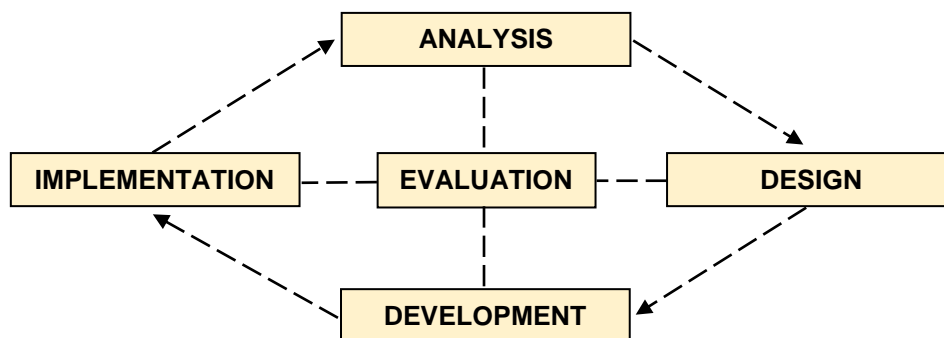 ANALYSIS
IMPLEMENTATION
EVALUATION
DESIGN
DEVELOPMENT